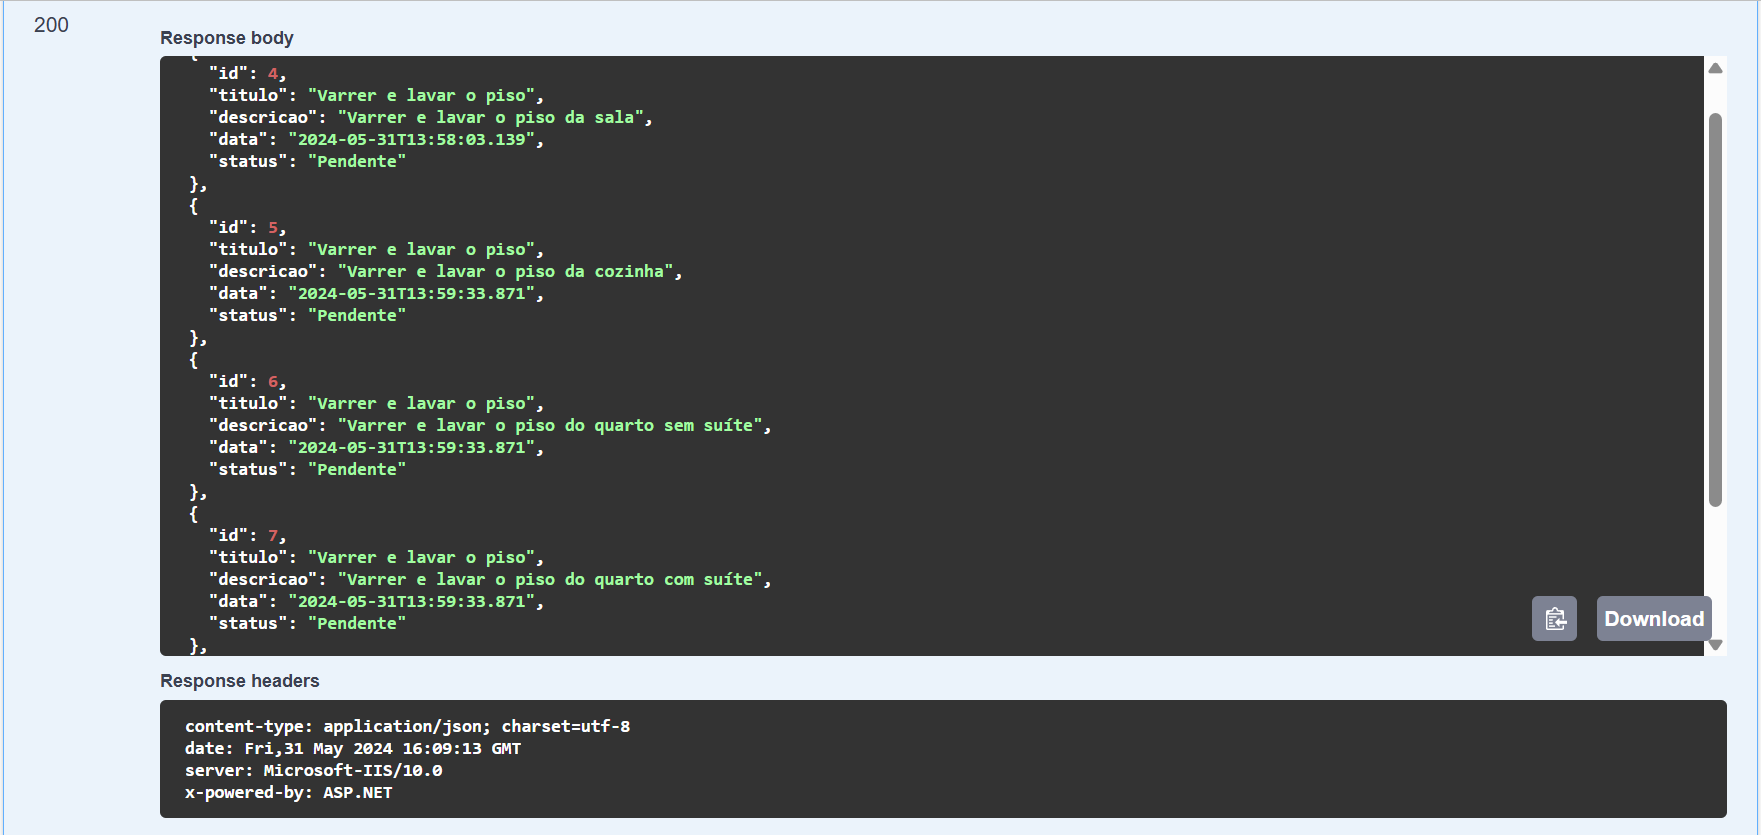 200
Response body
{
"id": 4,
"titulo": "Varrer e lavar o piso",
"descricao": "Varrer e lavar o piso da sala",
"data": "2024-05-31T13:58:03.139",
"status": "Pendente"
},
{
"id": 5,
"titulo": "Varrer e lavar o piso",
"descricao": "Varrer e lavar o piso da cozinha",
"data": "2024-05-31T13:59:33.871",
"status": "Pendente"
},
{
"id": 6,
"titulo": "Varrer e lavar o piso",
"descricao": "Varrer e lavar o piso do quarto sem suíte",
"data": "2024-05-31T13:59:33.871",
"status": "Pendente"
},
{
"id": 7,
"titulo": "Varrer e lavar o piso",
"descricao": "Varrer e lavar o piso do quarto com suíte",
"data": "2024-05-31T13:59:33.871",
"status": "Pendente"
},
Download
Response headers
content-type: application/json; charset=utf-8
date: Fri,31 May 2024 16:09:13 GMT
server: Microsoft-IIS/10.0
x-powered-by: ASP.NET